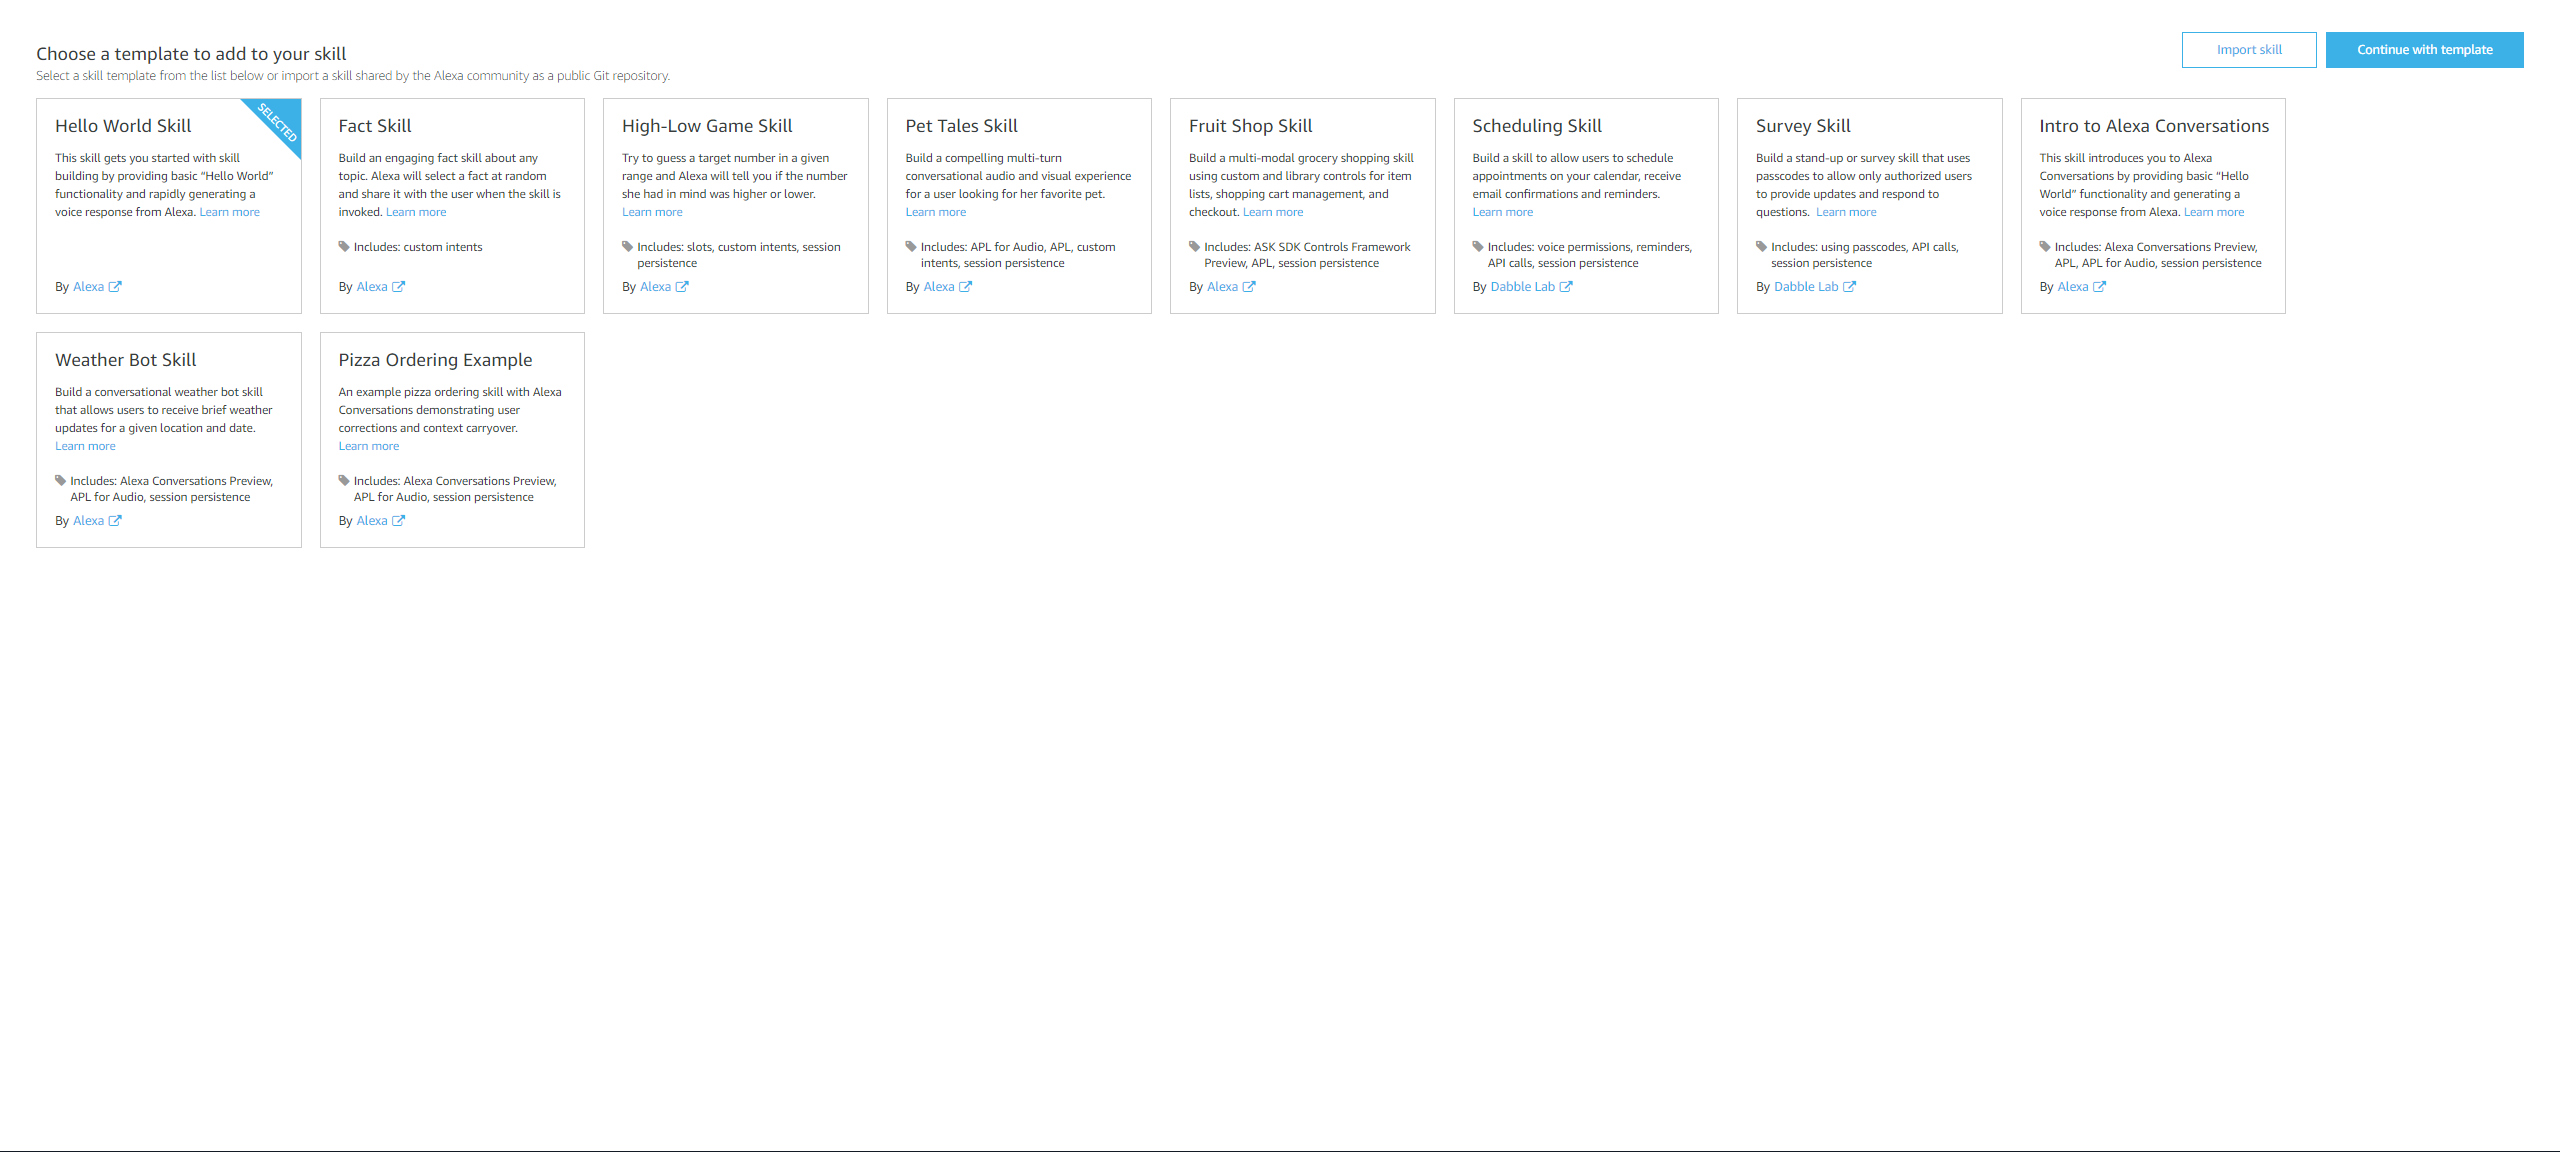 Choose a template to add to your skill
Select a skill template from the list below or import a skill shared by the Alexa community as a public Git repository.
Import skill
Continue with template
Hello World Skill
SELECTED
This skill gets you started with skill
building by providing basic “Hello World”
functionality and rapidly generating a
voice response from Alexa. Learn more
By Alexa
Fact Skill
Build an engaging fact skill about any
topic. Alexa will select a fact at random
and share it with the user when the skill is
invoked. Learn more
Includes: custom intents
By Alexa
High-Low Game Skill
Try to guess a target number in a given
range and Alexa will tell you if the number
she had in mind was higher or lower.
Learn more
Includes: slots, custom intents, session
persistence
By Alexa
Pet Tales Skill
Build a compelling multi-turn
conversational audio and visual experience
for a user looking for her favorite pet.
Learn more
Includes: APL for Audio, APL, custom
intents, session persistence
By Alexa
Fruit Shop Skill
Build a multi-modal grocery shopping skill
using custom and library controls for item
lists, shopping cart management, and
checkout. Learn more
Includes: ASK SDK Controls Framework
Preview, APL, session persistence
By Alexa
Scheduling Skill
Build a skill to allow users to schedule
appointments on your calendar, receive
email confirmations and reminders.
Learn more
Includes: voice permissions, reminders,
API calls, session persistence
By Dabble Lab
Survey Skill
Build a stand-up or survey skill that uses
passcodes to allow only authorized users
to provide updates and respond to
questions. Learn more
Includes: using passcodes, API calls,
session persistence
By Dabble Lab
Intro to Alexa Conversations
This skill introduces you to Alexa
Conversations by providing basic “Hello
World” functionality and generating a
voice response from Alexa. Learn more
Includes: Alexa Conversations Preview,
APL, APL for Audio, session persistence
By Alexa
Weather Bot Skill
Build a conversational weather bot skill
that allows users to receive brief weather
updates for a given location and date.
Learn more
Includes: Alexa Conversations Preview,
APL for Audio, session persistence
By Alexa
Pizza Ordering Example
An example pizza ordering skill with Alexa
Conversations demonstrating user
corrections and context carryover.
Learn more
Includes: Alexa Conversations Preview,
APL for Audio, session persistence
By Alexa